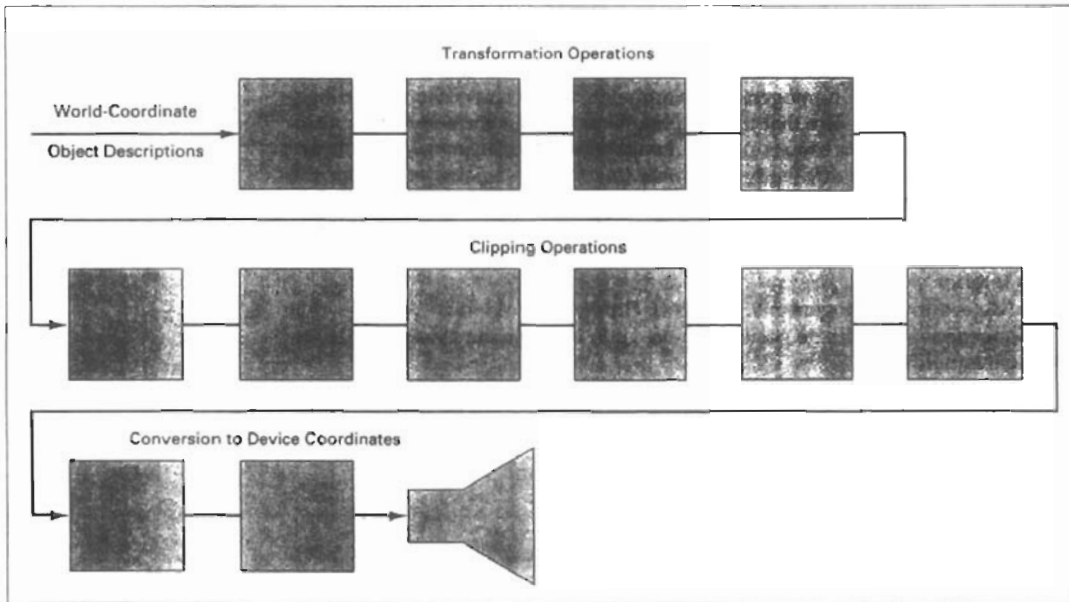 Transformation Operations
World-Coordinate
Object Descriptions
Clipping Operations
Conversion to Device Coordinates